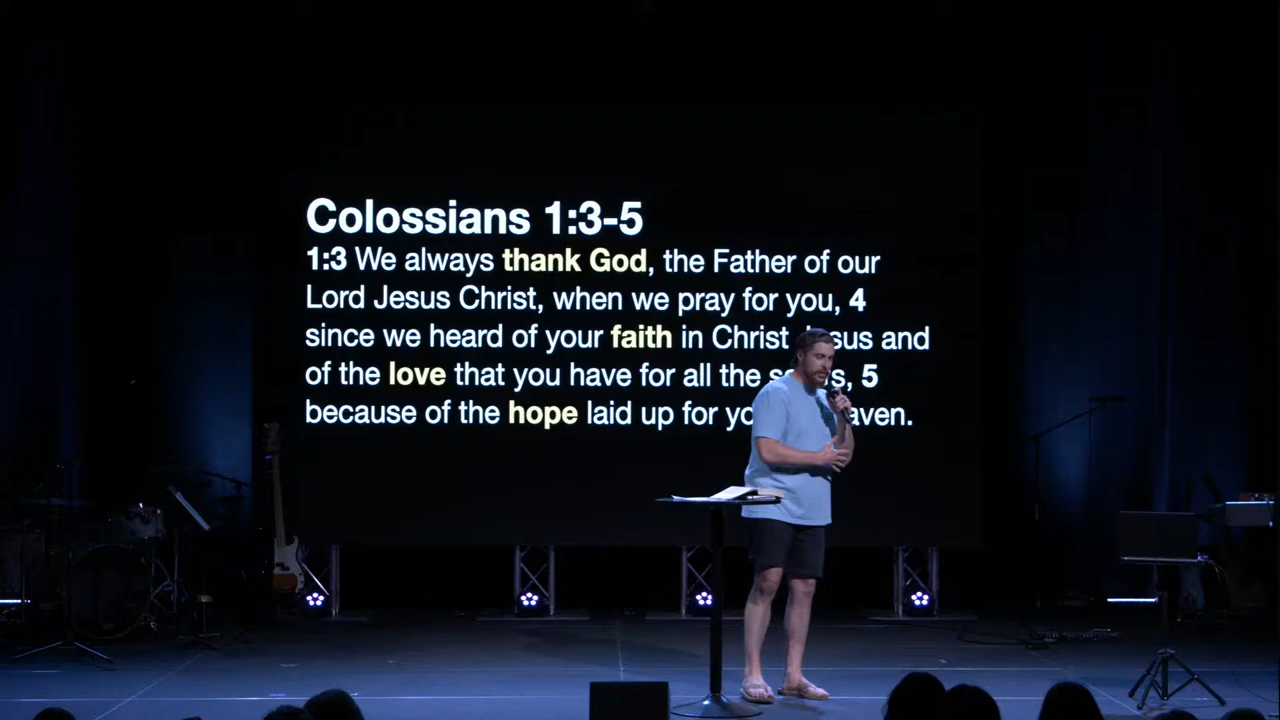 Colossians 1:3-5
1:3 We always thank God, the Father of our
Lord Jesus Christ, when we pray for you, 4
since we heard of your faith in Christ Jesus and
of the love that you have for all the 5
because of the hope laid up for